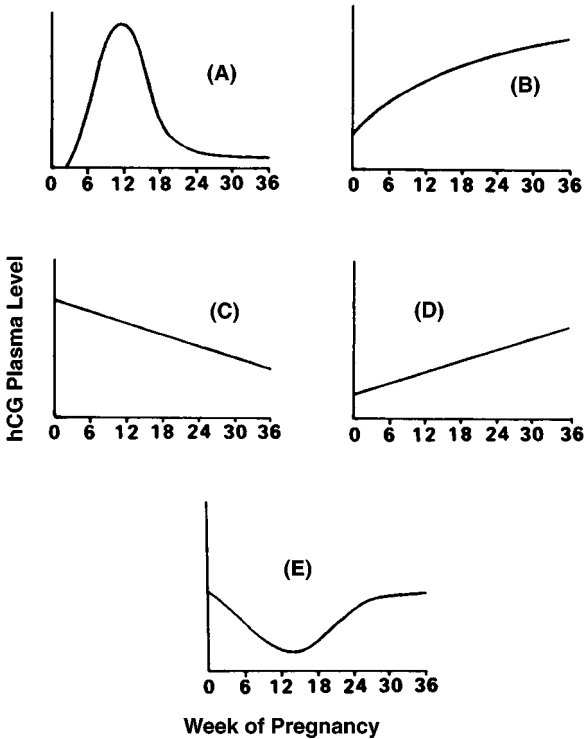 (A)
0 6 12 18 24 30 36
(B)
0 6 12 18 24 30 36
hCG Plasma Level
(C)
0 6 12 18 24 30 36
(D)
0 6 12 18 24 30 36
(E)
0 6 12 18 24 30 36
Week of Pregnancy